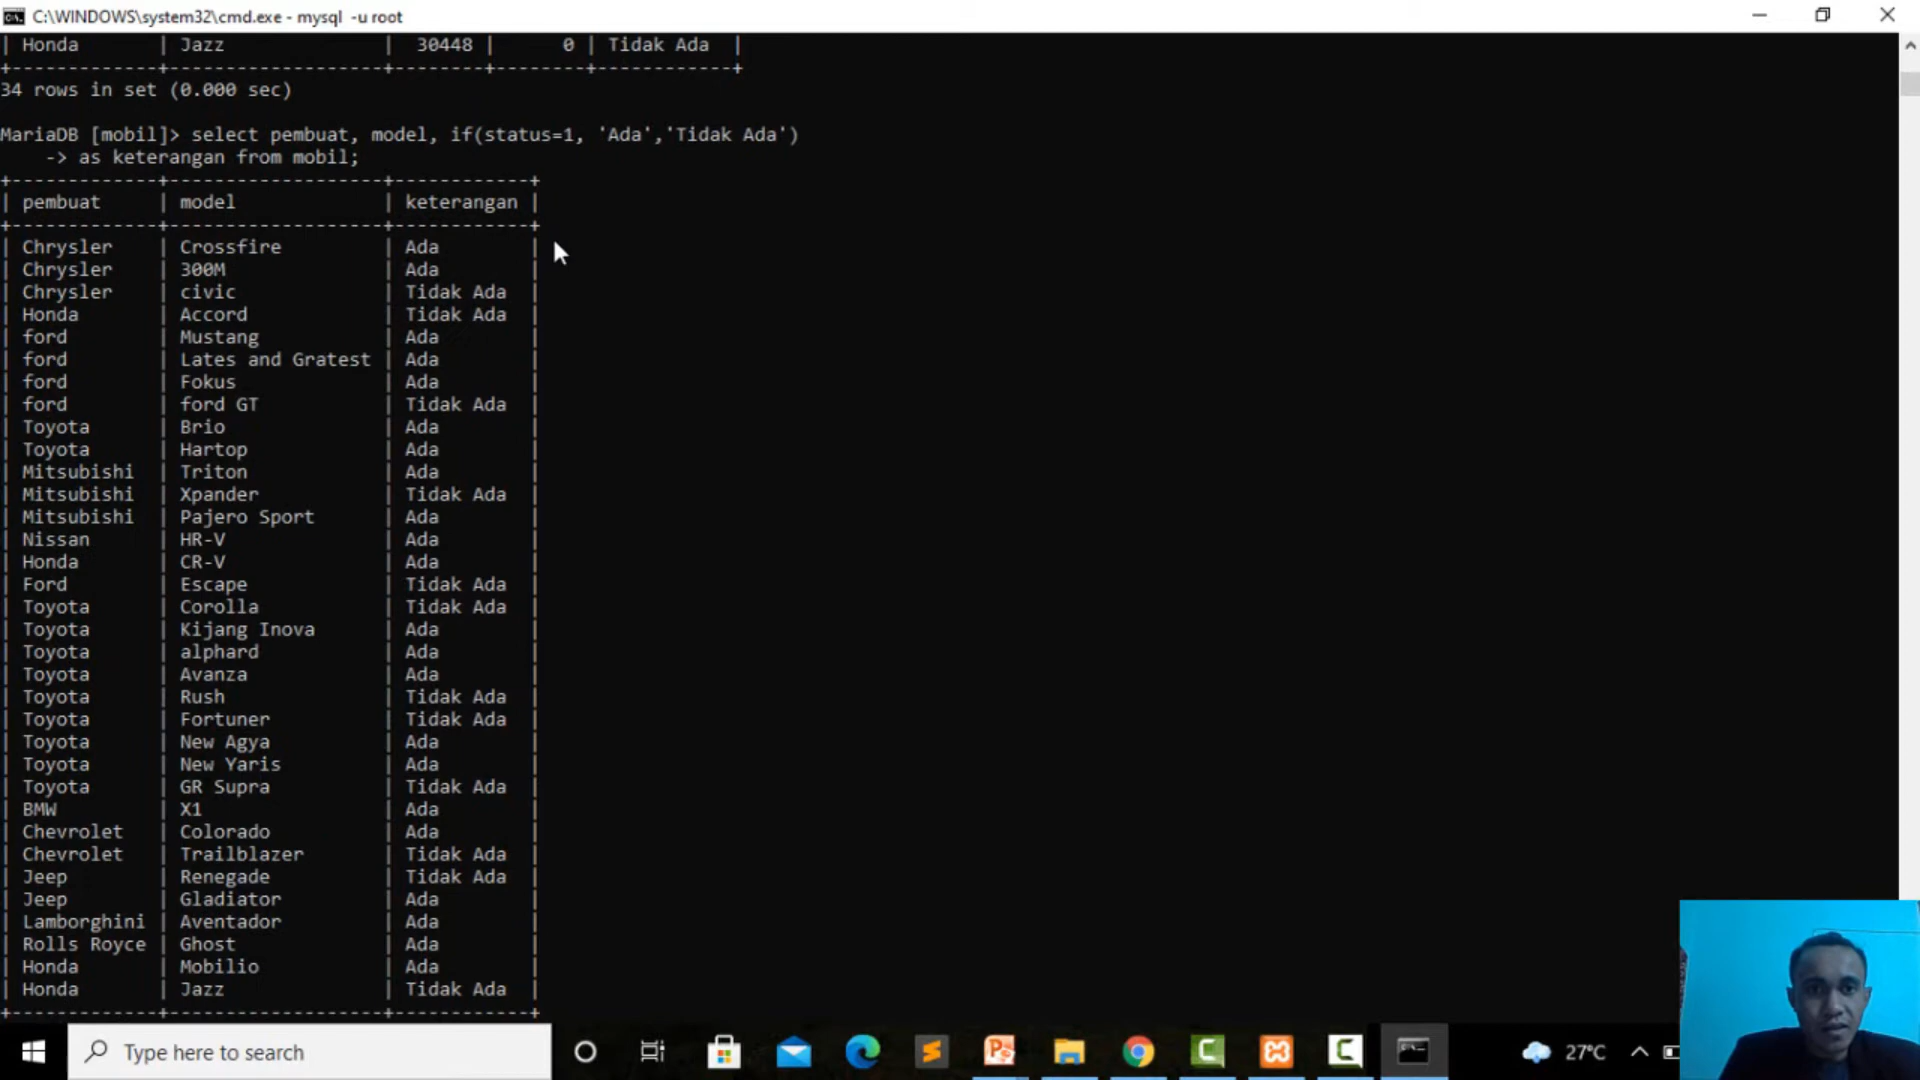 C:\WINDOWS\system32\cmd.exe - mysql -u root
| Honda | Jazz | 30448 | 0 | Tidak Ada |
34 rows in set (0.000 sec)
MariaDB [mobil]> select pembuat, model, if(status=1, 'Ada','Tidak Ada')
-> as keterangan from mobil;
| pembuat | model | keterangan |
| Chrysler | Crossfire | Ada |
| Chrysler | 300M | Ada |
| Chrysler | civic | Tidak Ada |
| Honda | Accord | Tidak Ada |
| ford | Mustang | Ada |
| ford | Lates and Gratest | Ada |
| ford | Fokus | Ada |
| ford | ford GT | Tidak Ada |
| Toyota | Brio | Ada |
| Toyota | Hartop | Ada |
| Mitsubishi | Triton | Ada |
| Mitsubishi | Xpander | Tidak Ada |
| Mitsubishi | Pajero Sport | Ada |
| Nissan | HR-V | Ada |
| Honda | CR-V | Ada |
| Ford | Escape | Tidak Ada |
| Toyota | Corolla | Tidak Ada |
| Toyota | Kijang Inova | Ada |
| Toyota | alphard | Ada |
| Toyota | Avanza | Ada |
| Toyota | Rush | Tidak Ada |
| Toyota | Fortuner | Tidak Ada |
| Toyota | New Agya | Ada |
| Toyota | New Yaris | Ada |
| Toyota | GR Supra | Tidak Ada |
| BMW | X1 | Ada |
| Chevrolet | Colorado | Ada |
| Chevrolet | Trailblazer | Tidak Ada |
| Jeep | Renegade | Tidak Ada |
| Jeep | Gladiator | Ada |
| Lamborghini | Aventador | Ada |
| Rolls Royce | Ghost | Ada |
| Honda | Mobilio | Ada |
| Honda | Jazz | Tidak Ada |
Type here to search
27°C